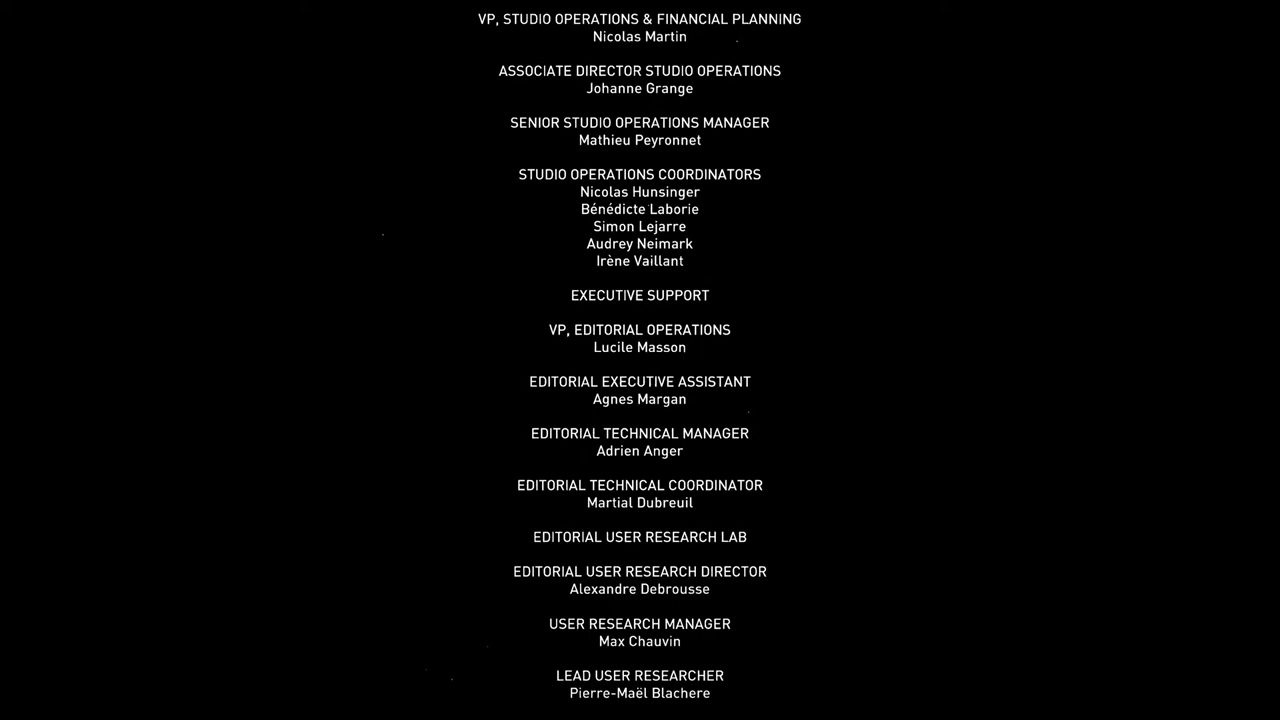 VP, STUDIO OPERATIONS & FINANCIAL PLANNING
Nicolas Martin
ASSOCIATE DIRECTOR STUDIO OPERATIONS
Johanne Grange
SENIOR STUDIO OPERATIONS MANAGER
Mathieu Peyronnet
STUDIO OPERATIONS COORDINATORS
Nicolas Hunsinger
Bénédicte Laborie
Simon Lejarre
Audrey Neimark
Irène Vaillant
EXECUTIVE SUPPORT
VP, EDITORIAL OPERATIONS
Lucile Masson
EDITORIAL EXECUTIVE ASSISTANT
Agnes Margan
EDITORIAL TECHNICAL MANAGER
Adrien Anger
EDITORIAL TECHNICAL COORDINATOR
Martial Dubreuil
EDITORIAL USER RESEARCH LAB
EDITORIAL USER RESEARCH DIRECTOR
Alexandre Debrousse
USER RESEARCH MANAGER
Max Chauvin
LEAD USER RESEARCHER
Pierre-Maël Blachere